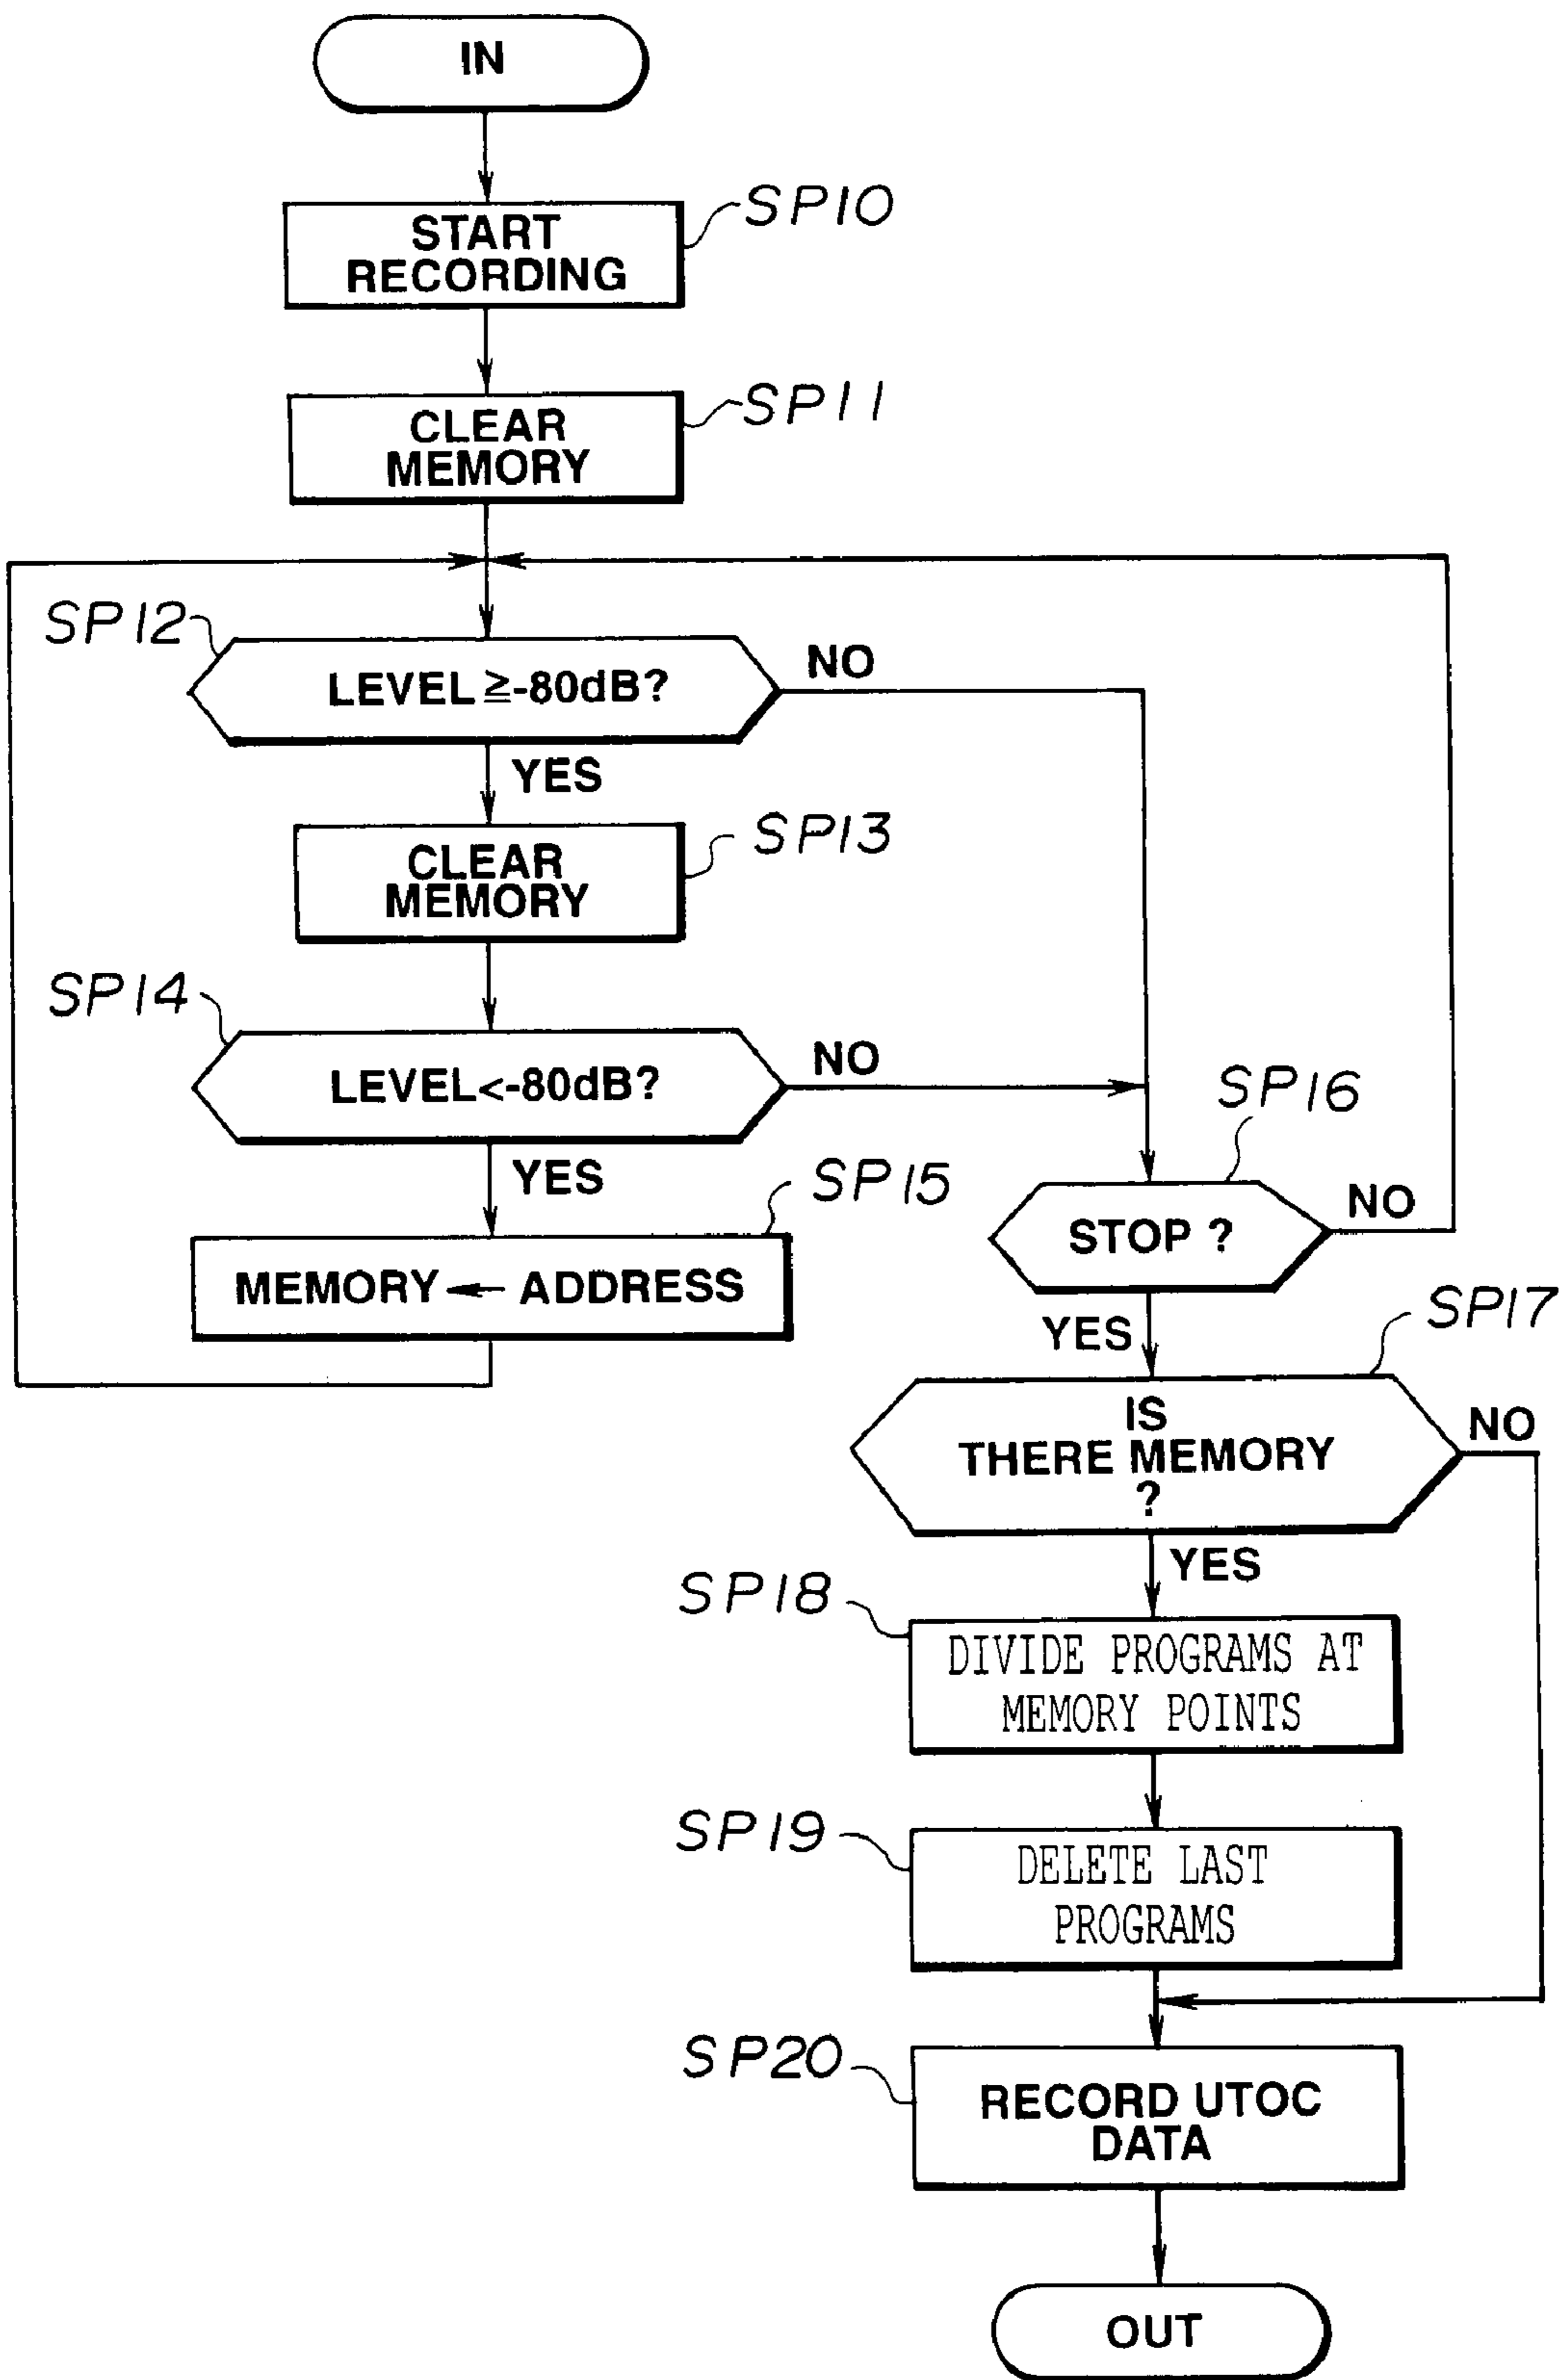 IN
SP10
START
RECORDING
SP11
CLEAR
MEMORY
SP12
LEVEL ≧-80dB?
NO
YES
SP13
CLEAR
MEMORY
SP14
LEVEL<-80dB?
NO
YES
SP15
MEMORY ← ADDRESS
SP16
STOP ?
NO
YES
SP17
IS
THERE MEMORY
?
NO
YES
SP18
DIVIDE PROGRAMS AT
MEMORY POINTS
SP19
DELETE LAST
PROGRAMS
SP20
RECORD UTOC
DATA
OUT